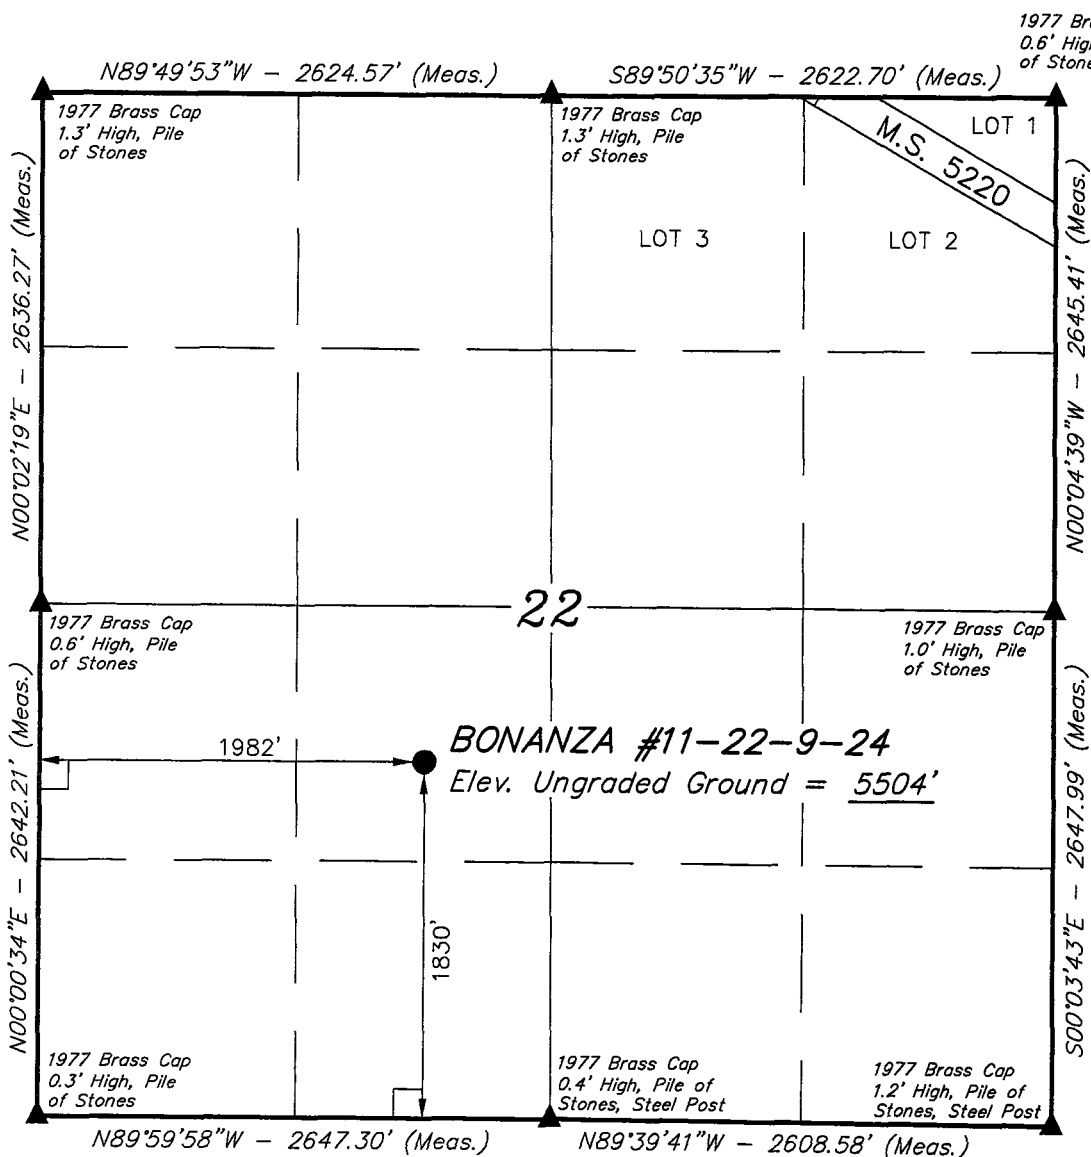 1977 Br
0.6' High
of Stone
N89°49'53"W – 2624.57' (Meas.)
S89°50'35"W – 2622.70' (Meas.)
1977 Brass Cap
1.3' High, Pile
of Stones
1977 Brass Cap
1.3' High, Pile
of Stones
LOT 1
M.S. 5220
LOT 3
LOT 2
N00°02'19"E – 2636.27' (Meas.)
N00°04'39"W – 2645.41' (Meas.)
22
1977 Brass Cap
0.6' High, Pile
of Stones
1977 Brass Cap
1.0' High, Pile
of Stones
1982'
BONANZA #11-22-9-24
Elev. Ungraded Ground = 5504'
N00°00'34"E – 2642.21' (Meas.)
S00°03'43"E – 2647.99' (Meas.)
1830'
1977 Brass Cap
0.3' High, Pile
of Stones
1977 Brass Cap
0.4' High, Pile of
Stones, Steel Post
1977 Brass Cap
1.2' High, Pile of
Stones, Steel Post
N89°59'58"W – 2647.30' (Meas.)
N89°39'41"W – 2608.58' (Meas.)